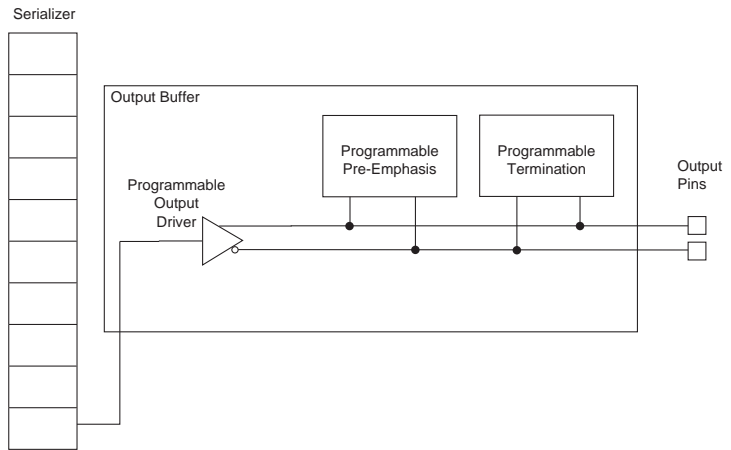 Serializer
Output Buffer
Programmable
Pre-Emphasis
Programmable
Termination
Output
Pins
Programmable
Output
Driver